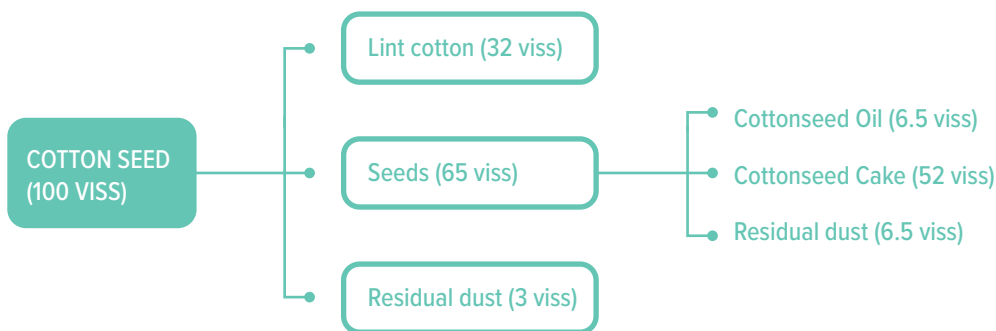 COTTON SEED
(100 VISS)
Lint cotton (32 viss)
Seeds (65 viss)
Residual dust (3 viss)
Cottonseed Oil (6.5 viss)
Cottonseed Cake (52 viss)
Residual dust (6.5 viss)